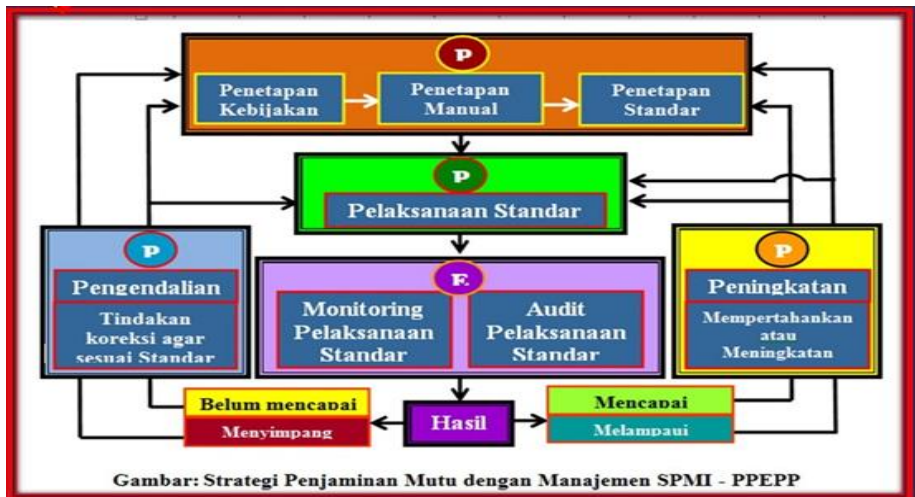 P
Penetapan
Kebijakan
Penetapan
Manual
Penetapan
Standar
P
Pelaksanaan Standar
P
Pengendalian
Tindakan
koreksi agar
sesuai Standar
E
Monitoring
Pelaksanaan
Standar
Audit
Pelaksanaan
Standar
P
Peningkatan
Mempertahankan
atau
Meningkatan
Belum mencapai
Menyimpang
Hasil
Mencapai
Melampaui
Gambar: Strategi Penjaminan Mutu dengan Manajemen SPMI - PPEPP